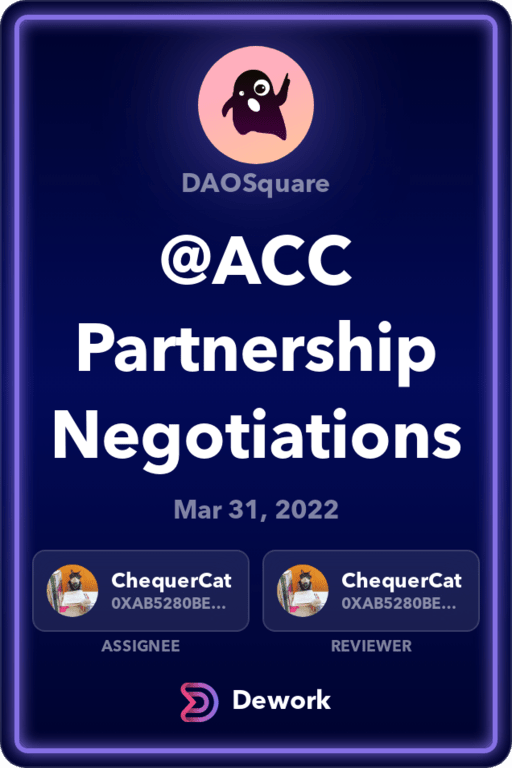 DAOSquare
@ACC
Partnership
Negotiations
Mar 31, 2022
ChequerCat
0XAB5280BE...
ASSIGNEE
ChequerCat
0XAB5280BE...
REVIEWER
Dework